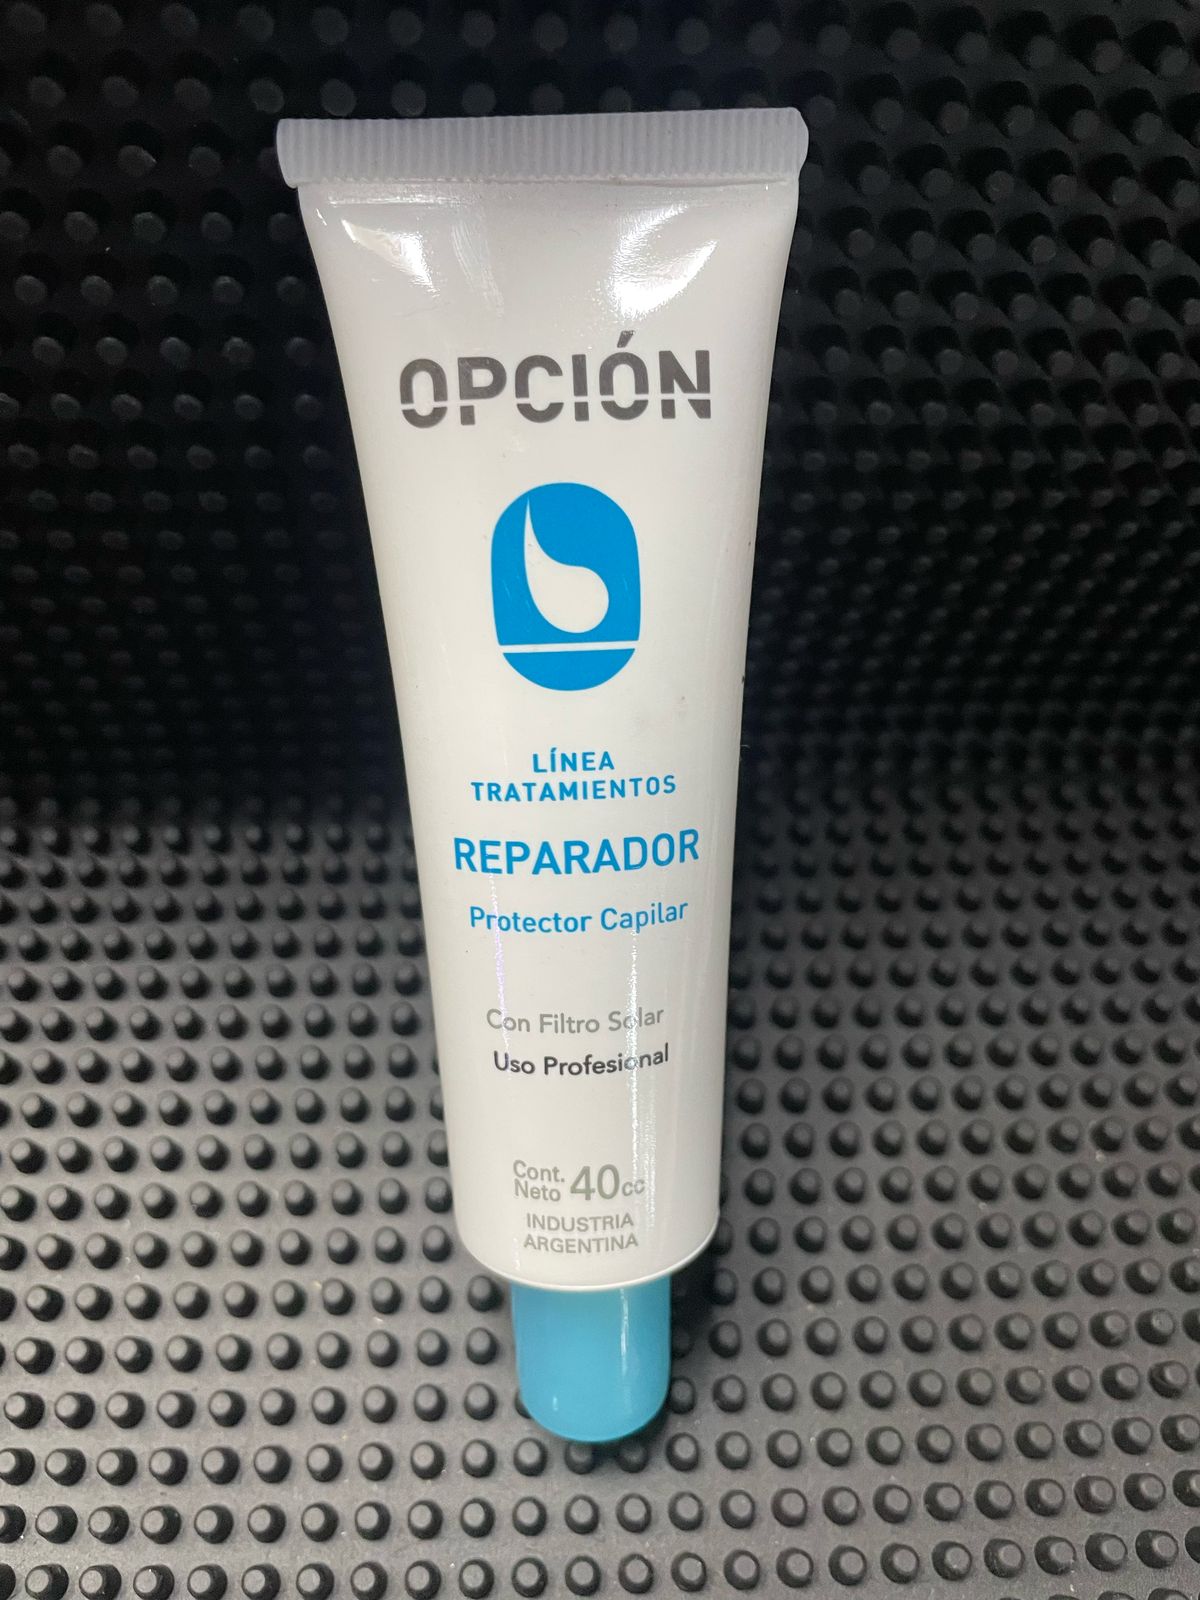 OPCIÓN
LÍNEA
TRATAMIENTOS
REPARADOR
Protector Capilar
Con Filtro Solar
Uso Profesional
Cont.
Neto 40cc
INDUSTRIA
ARGENTINA